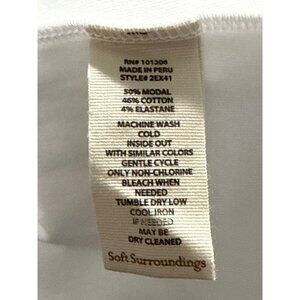 RN# 101306
MADE IN PERU
STYLE# 2EX41
50% MODAL
46% COTTON
4% ELASTANE
MACHINE WASH
COLD
INSIDE OUT
WITH SIMILAR COLORS
GENTLE CYCLE
ONLY NON-CHLORINE
BLEACH WHEN
NEEDED
TUMBLE DRY LOW
COOL IRON
IF NEEDED
MAY BE
DRY CLEANED
Soft Surroundings